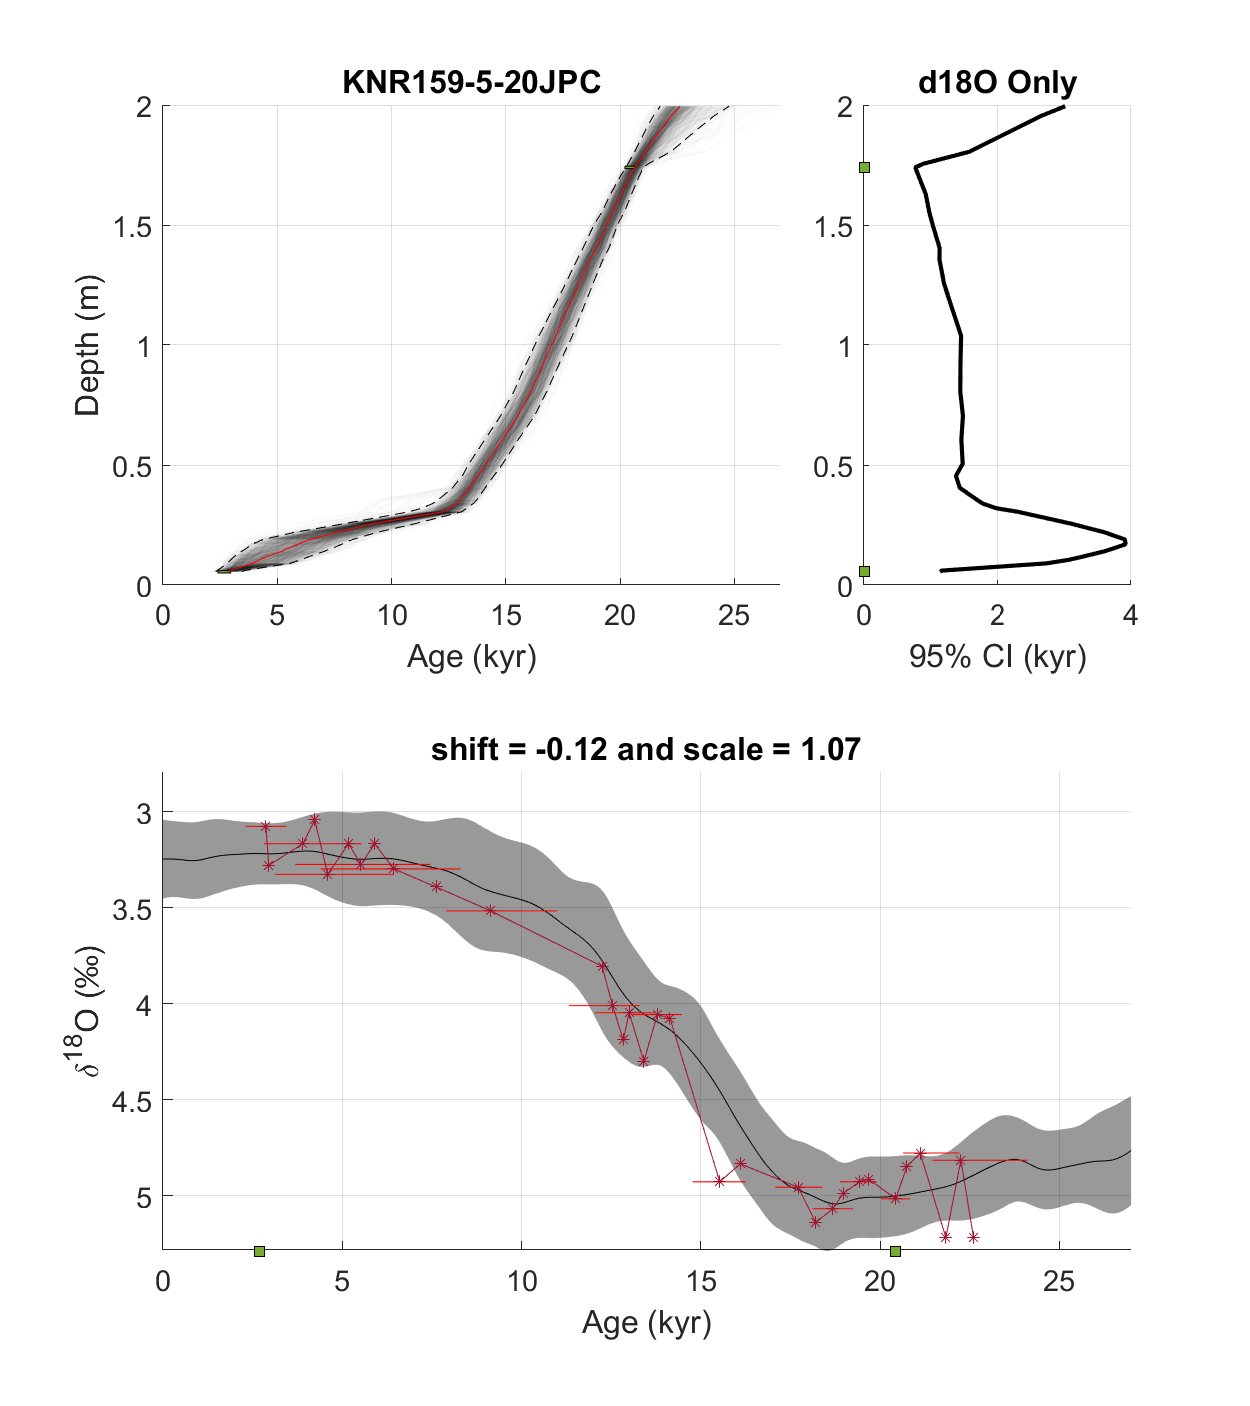 KNR159-5-20JPC
d18O Only
2
1.5
1
0.5
0
Depth (m)
0 5 10 15 20 25
Age (kyr)
2
1.5
1
0.5
0
0 2 4
95% CI (kyr)
shift = -0.12 and scale = 1.07
3
3.5
4
4.5
5
δ18O (‰)
0 5 10 15 20 25
Age (kyr)